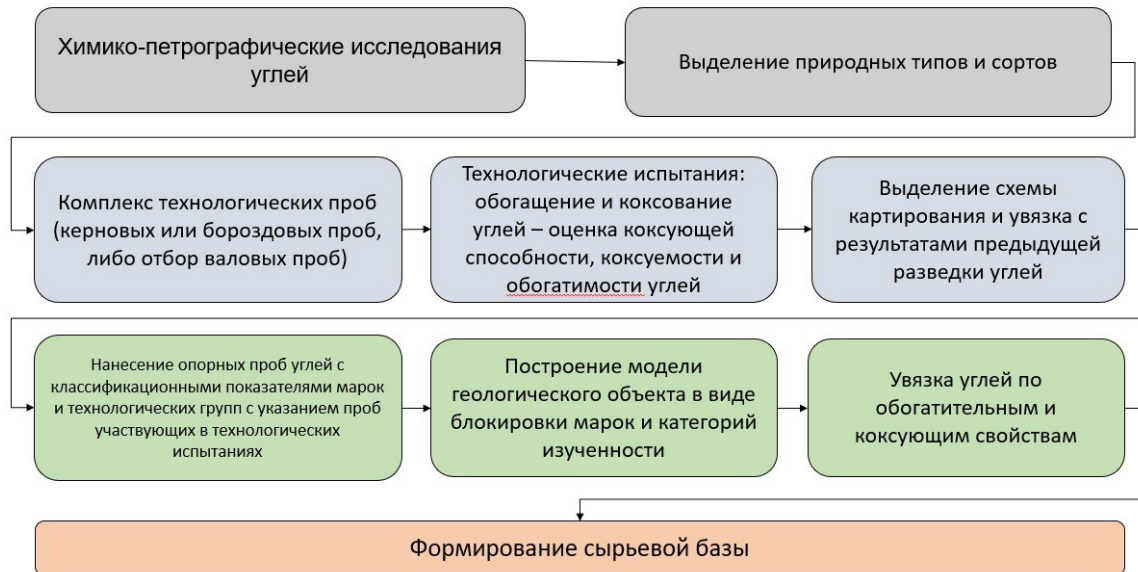 Химико-петрографические исследования
углей
Выделение природных типов и сортов
Комплекс технологических проб
(керновых или бороздовых проб,
либо отбор валовых проб)
Технологические испытания:
обогащение и коксование
углей – оценка коксующей
способности, коксуемости и
обогатимости углей
Выделение схемы
картирования и увязка с
результатами предыдущей
разведки углей
Нанесение опорных проб углей с
классификационными показателями марок
и технологических групп с указанием проб
участвующих в технологических
испытаниях
Построение модели
геологического объекта в виде
блокировки марок и категорий
изученности
Увязка углей по
обогатительным и
коксующим свойствам
Формирование сырьевой базы